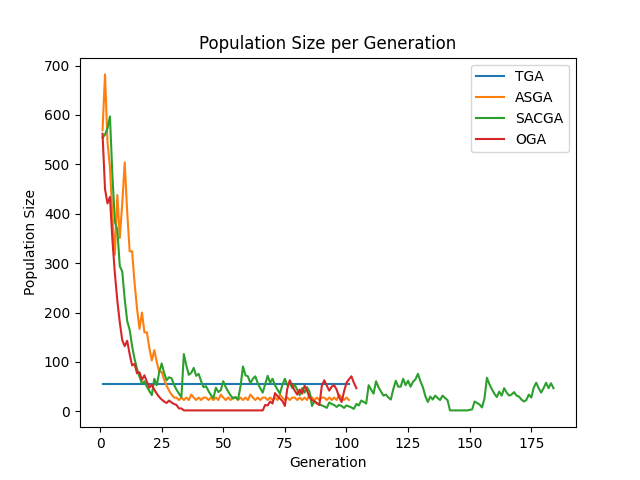 Population Size per Generation
700
600
500
400
300
200
100
0
Population Size
TGA
ASGA
SACGA
OGA
0 25 50 75 100 125 150 175
Generation